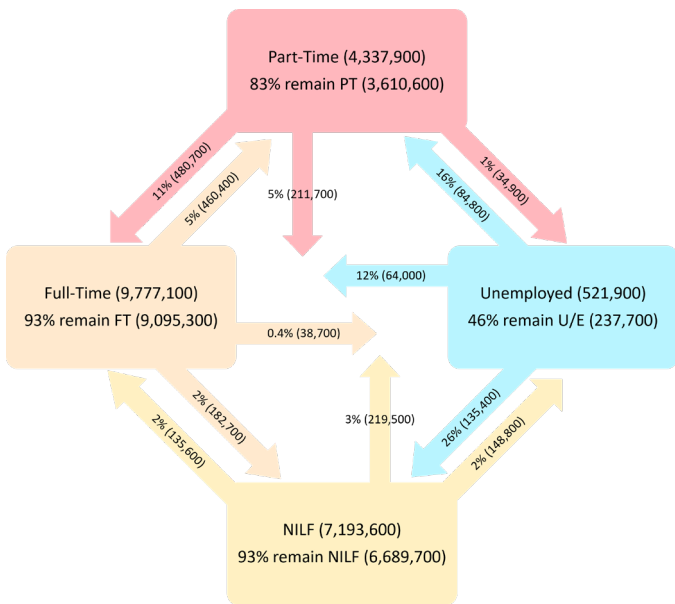 Part-Time (4,337,900)
83% remain PT (3,610,600)
11% (480,700)
5% (460,400)
5% (211,700)
16% (84,800)
1% (34,900)
12% (64,000)
Full-Time (9,777,100)
93% remain FT (9,095,300)
Unemployed (521,900)
46% remain U/E (237,700)
0.4% (38,700)
2% (135,600)
2% (182,700)
3% (219,500)
26% (135,400)
2% (148,800)
NILF (7,193,600)
93% remain NILF (6,689,700)